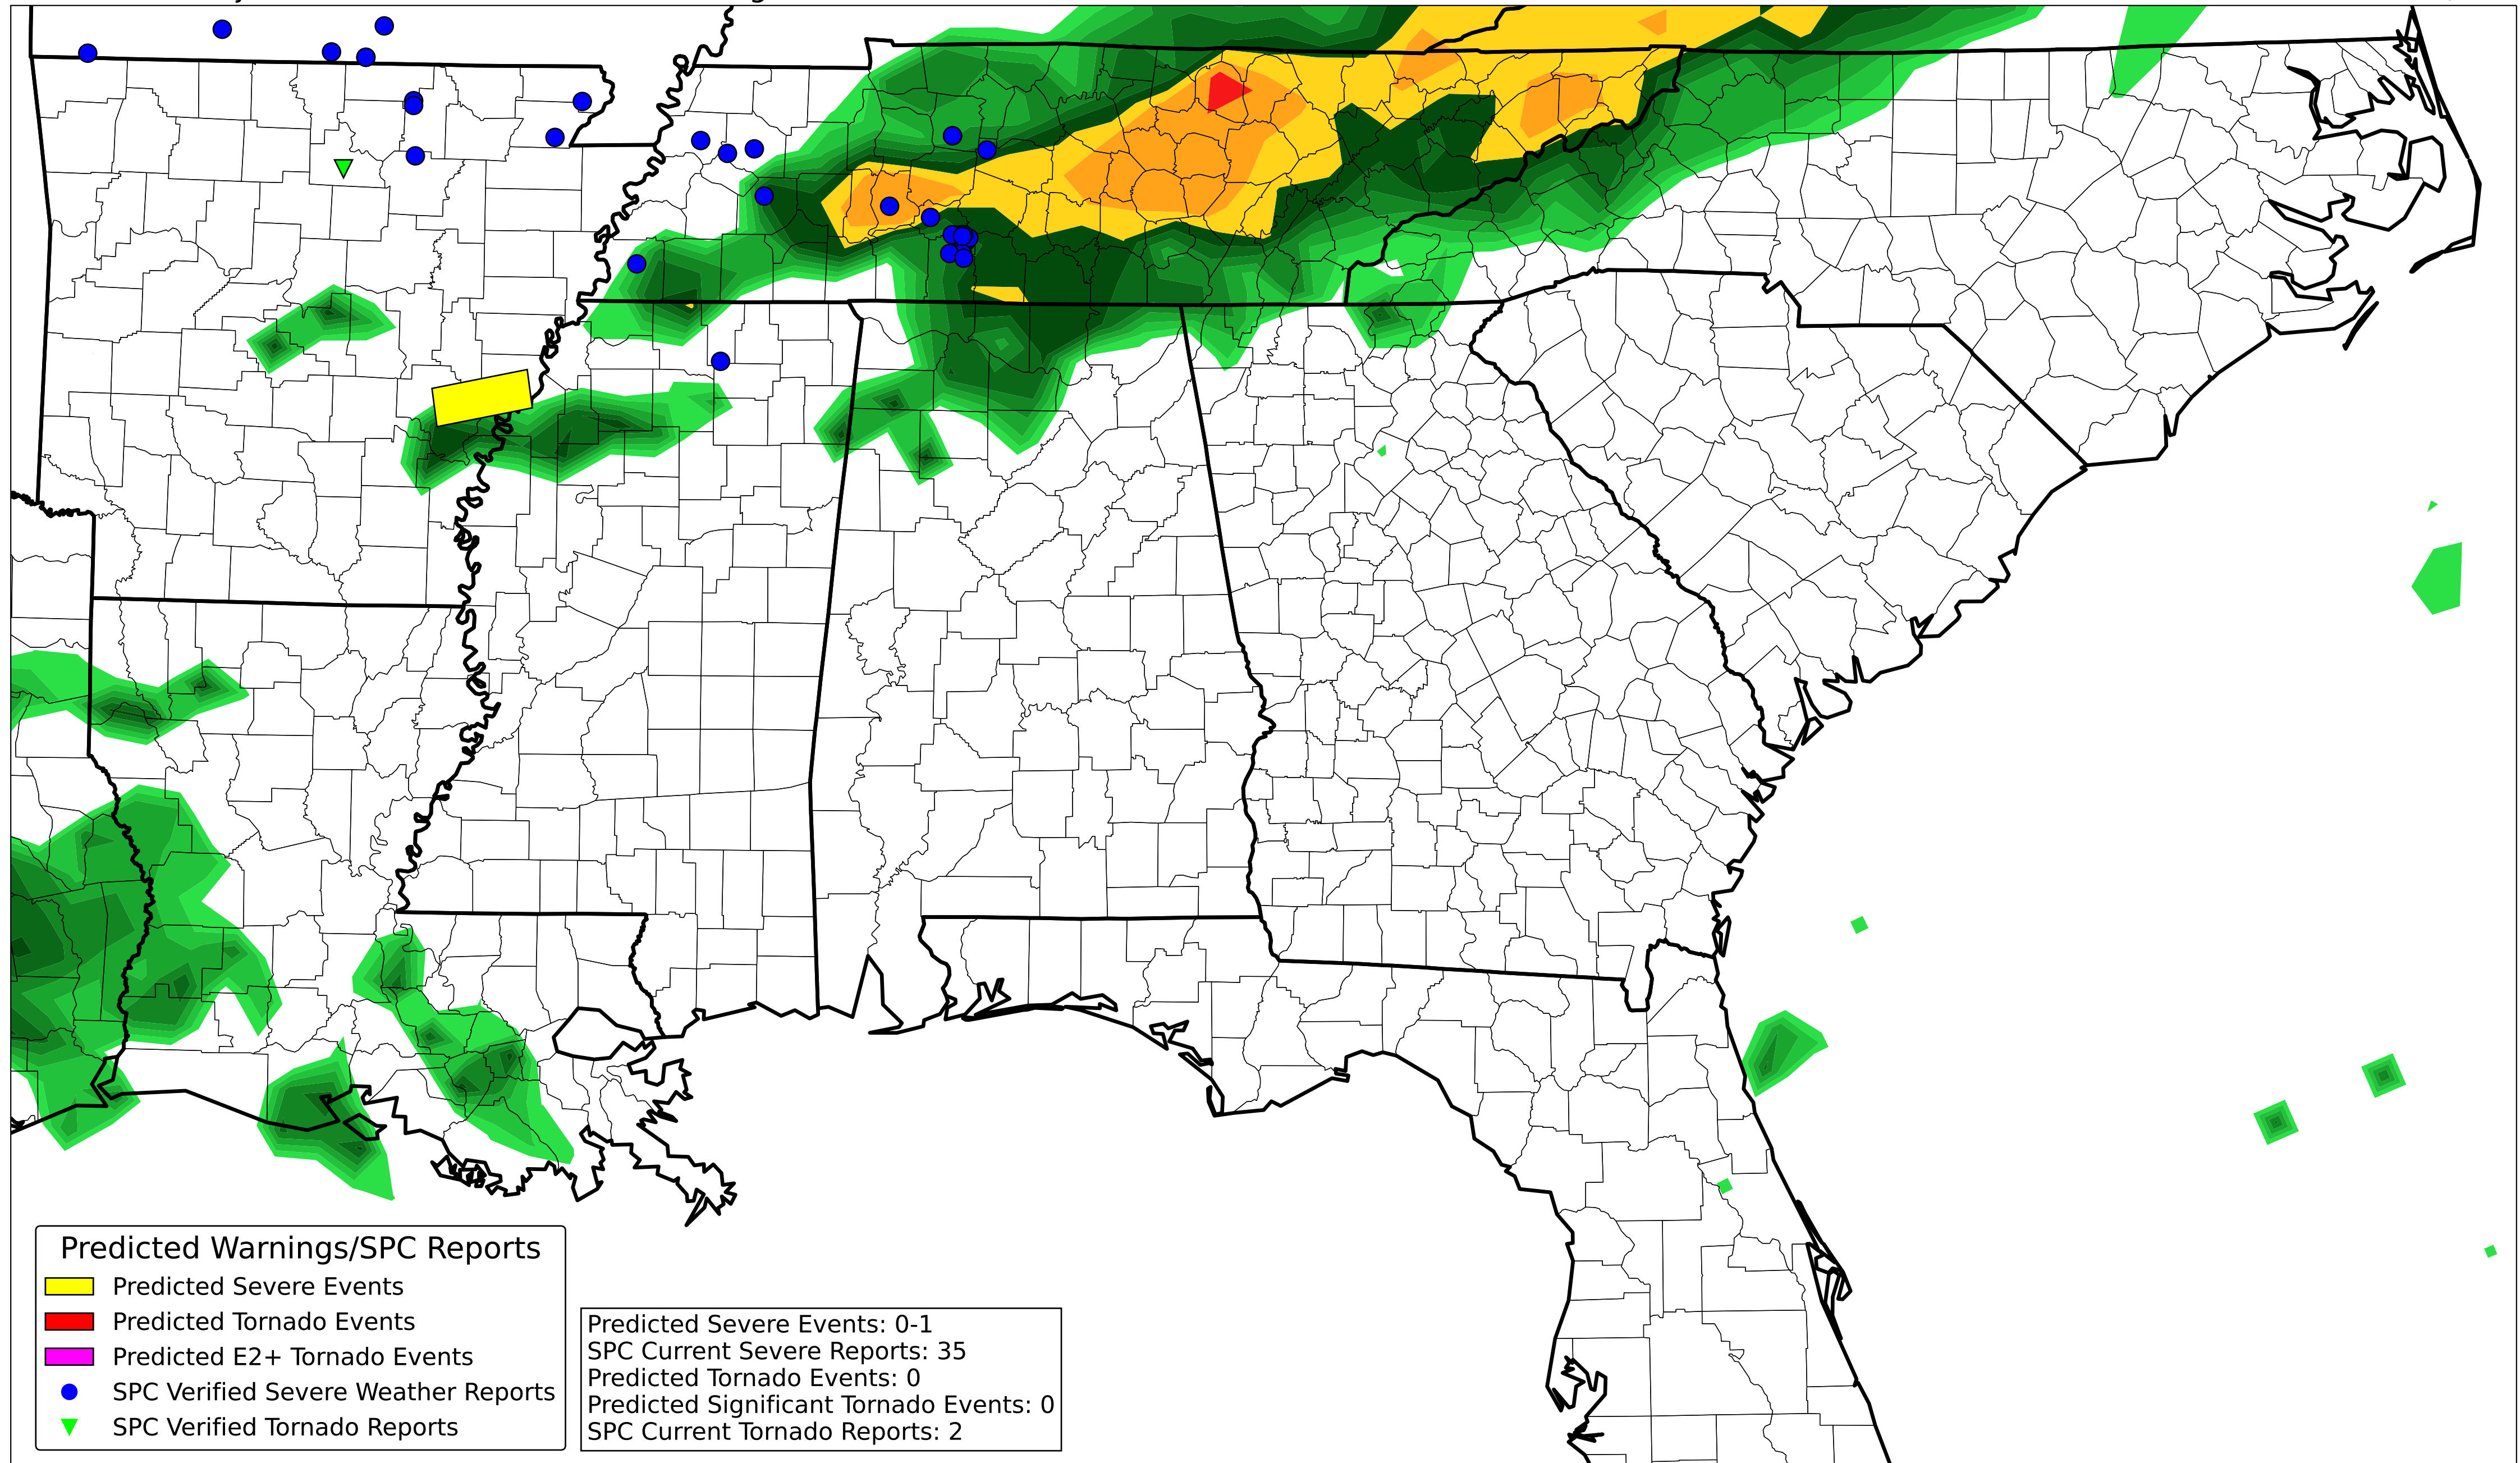 Predicted Warnings/SPC Reports
Predicted Severe Events
Predicted Tornado Events
Predicted E2+ Tornado Events
SPC Verified Severe Weather Reports
SPC Verified Tornado Reports
Predicted Severe Events: 0-1
SPC Current Severe Reports: 35
Predicted Tornado Events: 0
Predicted Significant Tornado Events: 0
SPC Current Tornado Reports: 2